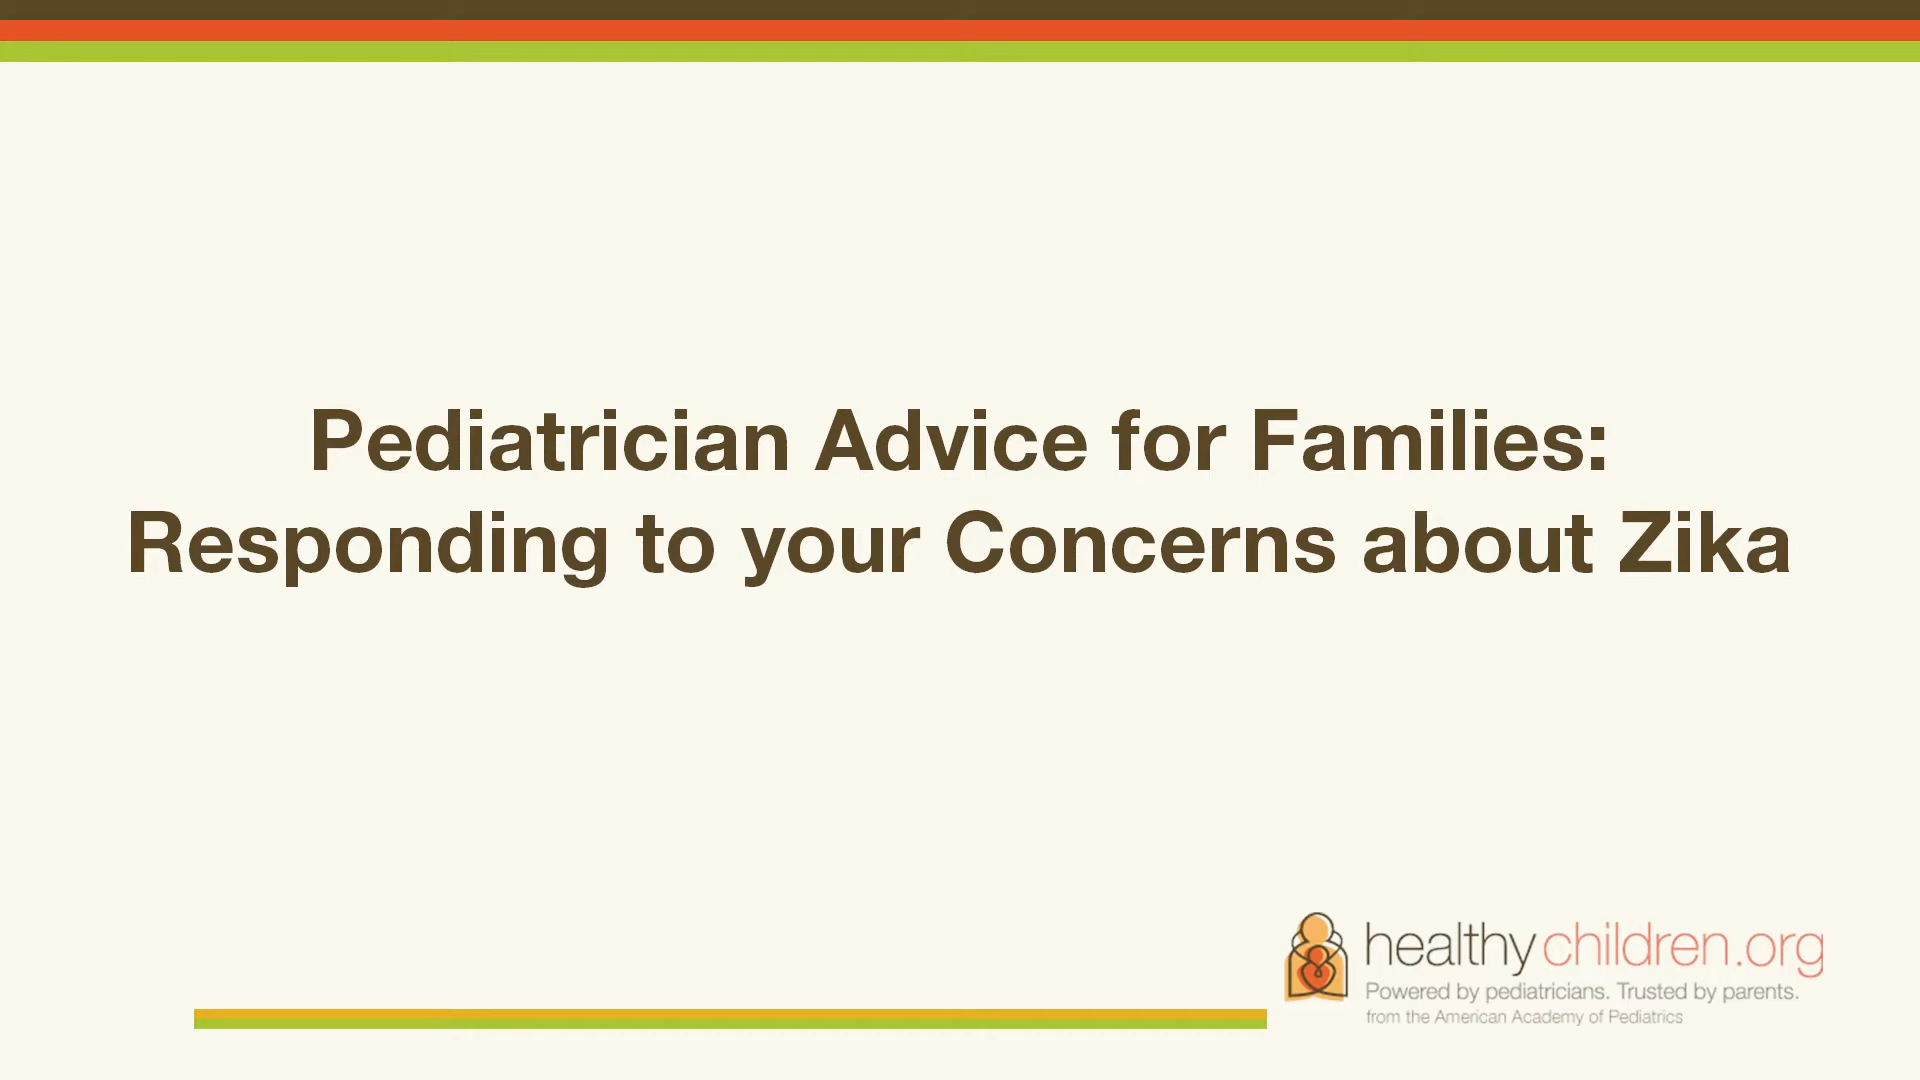 Pediatrician Advice for Families:
Responding to your Concerns about Zika
healthychildren.org
Powered by pediatricians. Trusted by parents.
from the American Academy of Pediatrics